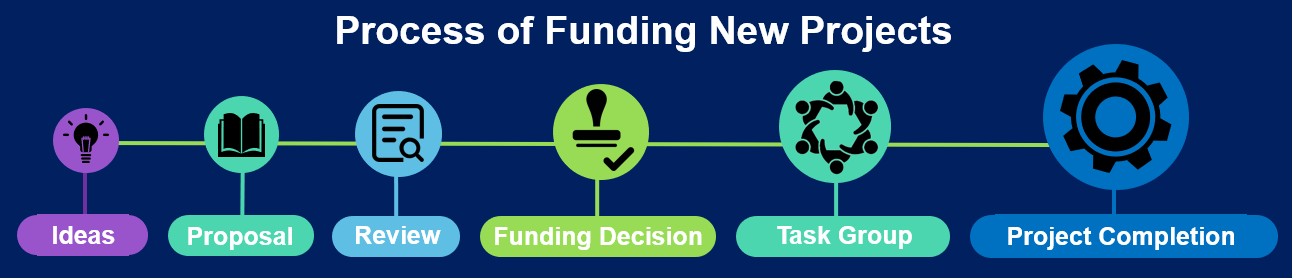 Process of Funding New Projects
Ideas
Proposal
Review
Funding Decision
Task Group
Project Completion